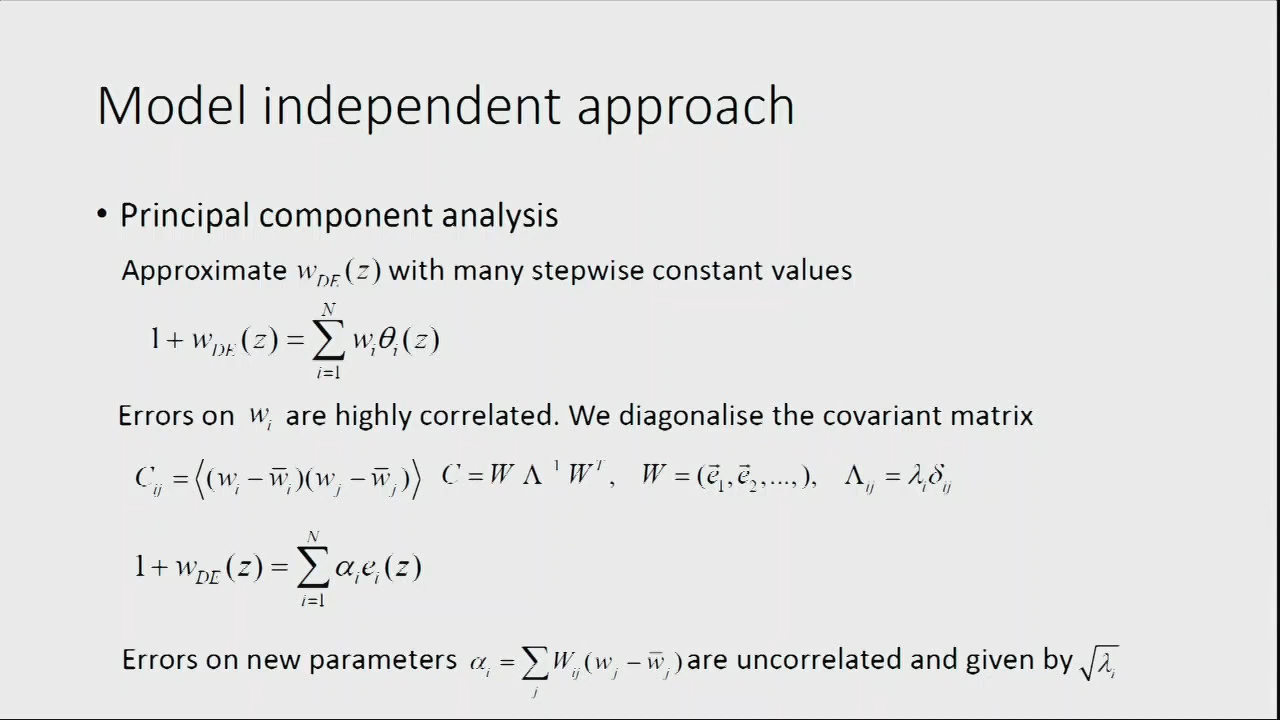 Model independent approach
• Principal component analysis
Approximate w_DE(z) with many stepwise constant values
1 + w_DE(z) = ∑_{i=1}^{N} w_i θ_i(z)
Errors on w_i are highly correlated. We diagonalise the covariant matrix
C_ij = ⟨(w_i − w̄_i)(w_j − w̄_j)⟩ C = W Λ^1 W^T, W = (e⃗_1, e⃗_2, ..., ), Λ_ij = λ_i δ_ij
1 + w_DE(z) = ∑_{i=1}^{N} α_i e_i(z)
Errors on new parameters α_i = ∑_j W_ij (w_j − w̄_j) are uncorrelated and given by √λ_i